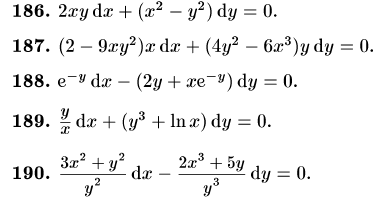 186. 2xy dx + (x² − y²) dy = 0.
187. (2 − 9xy²)x dx + (4y² − 6x³)y dy = 0.
188. e⁻ʸ dx − (2y + xe⁻ʸ) dy = 0.
189. y/x dx + (y³ + ln x) dy = 0.
190. (3x² + y²)/y² dx − (2x³ + 5y)/y³ dy = 0.